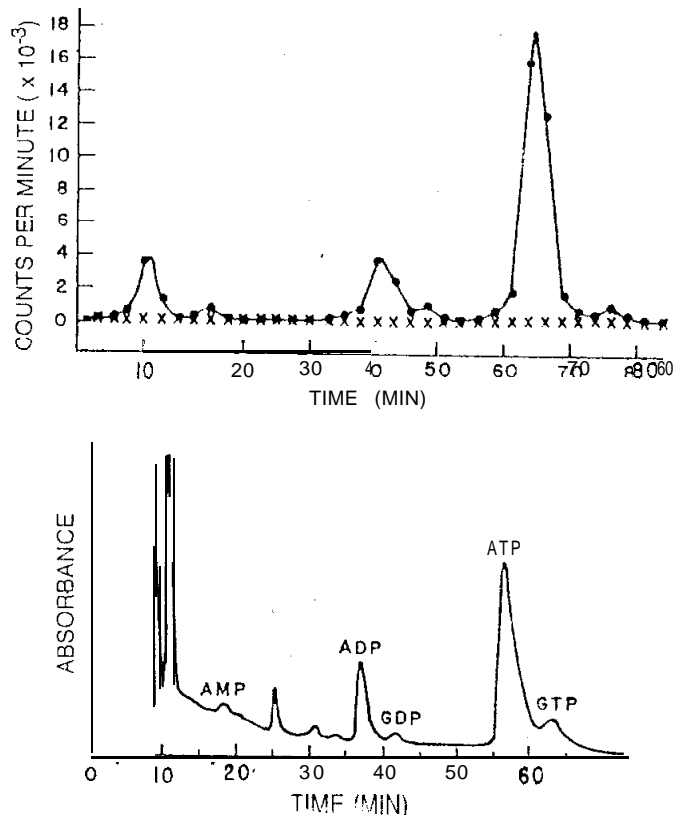 18
16
14
12
10
8
6
4
2
0
COUNTS PER MINUTE ( x 10⁻³)
10 20 30 40 50 60 70
TIME (MIN)
ABSORBANCE
AMP
ADP
GDP
ATP
GTP
0 10 20 30 40 50 60
TIME (MIN)